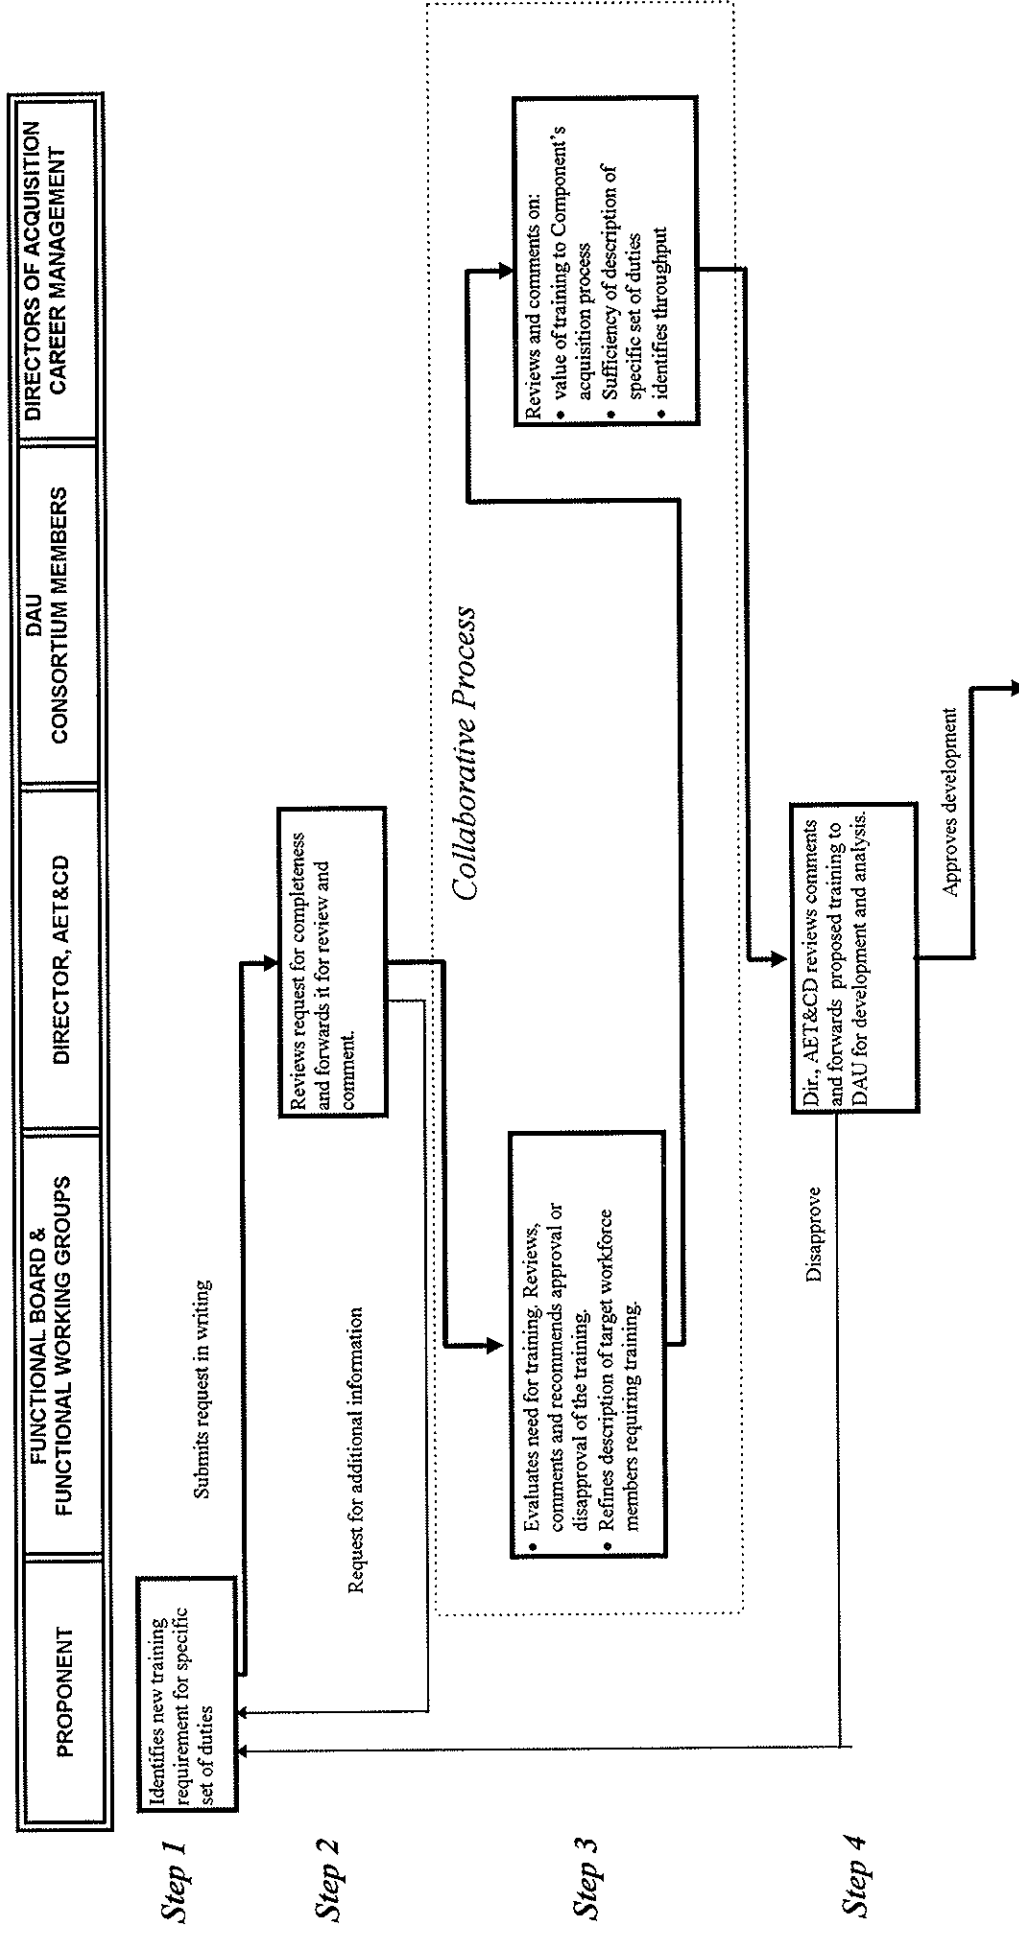 PROPONENT
FUNCTIONAL BOARD &
FUNCTIONAL WORKING GROUPS
DIRECTOR, AET&CD
DAU
CONSORTIUM MEMBERS
DIRECTORS OF ACQUISITION
CAREER MANAGEMENT
Step 1
Identifies new training
requirement for specific
set of duties
Submits request in writing
Step 2
Reviews request for completeness
and forwards it for review and
comment.
Request for additional information
Collaborative Process
Step 3
• Evaluates need for training. Reviews,
comments and recommends approval or
disapproval of the training.
• Refines description of target workforce
members requiring training.
Reviews and comments on:
• value of training to Component's
acquisition process
• Sufficiency of description of
specific set of duties
• identifies throughput
Step 4
Disapprove
Dir., AET&CD reviews comments
and forwards proposed training to
DAU for development and analysis.
Approves development